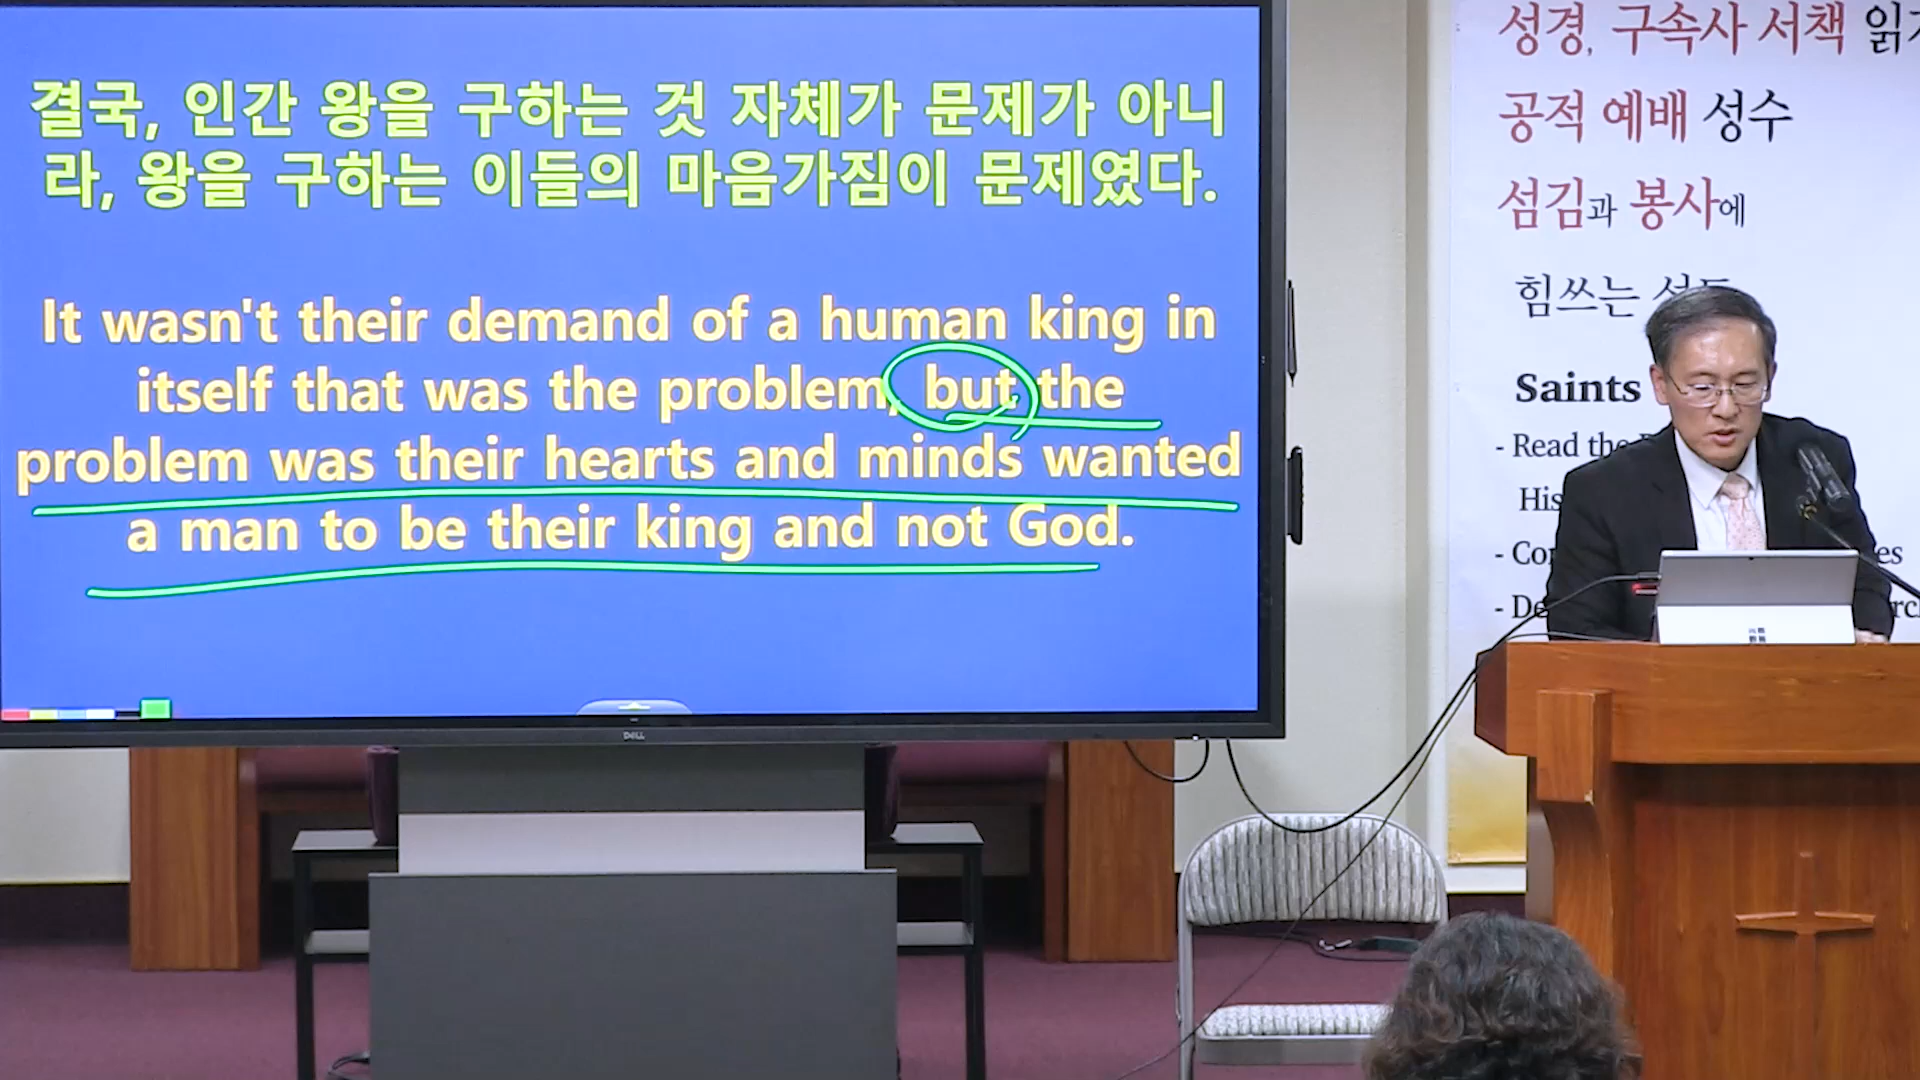 결국, 인간 왕을 구하는 것 자체가 문제가 아니
라, 왕을 구하는 이들의 마음가짐이 문제였다.
It wasn't their demand of a human king in
itself that was the problem, but the
problem was their hearts and minds wanted
a man to be their king and not God.
DELL
성경, 구속사 서책
공적 예배 성수
섬김과 봉사에
힘쓰는
Saints
- Read the
His